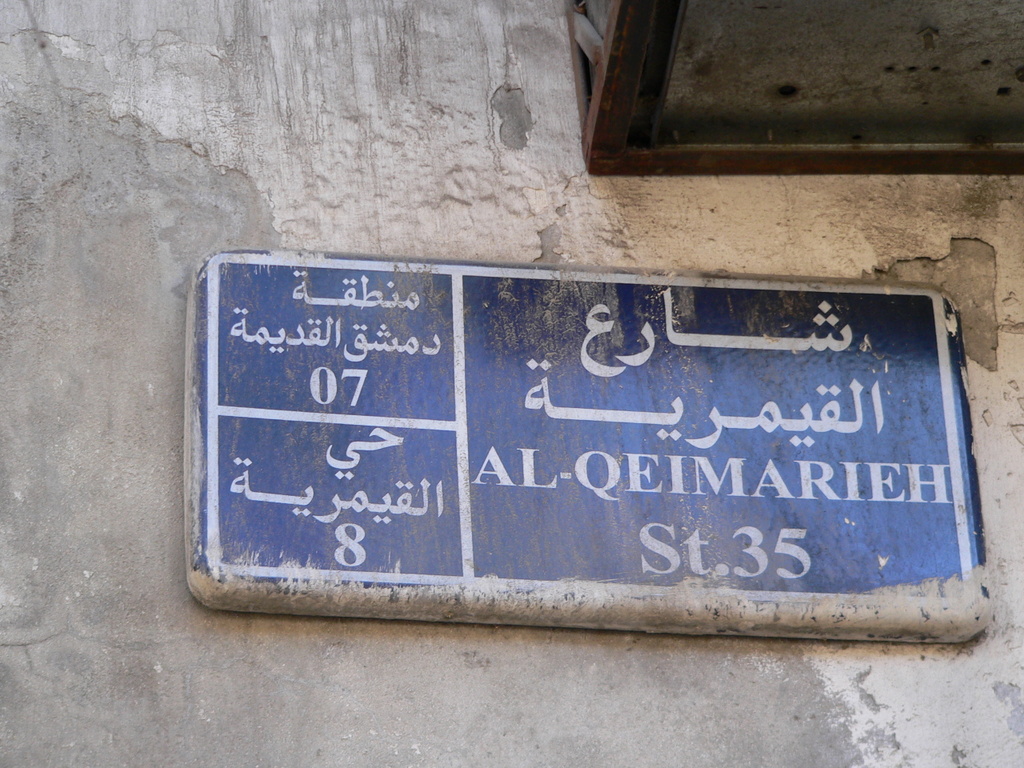 شارع
القيمرية
AL-QEIMARIEH
St.35
منطقة
دمشق القديمة
07
حي
القيمرية
8